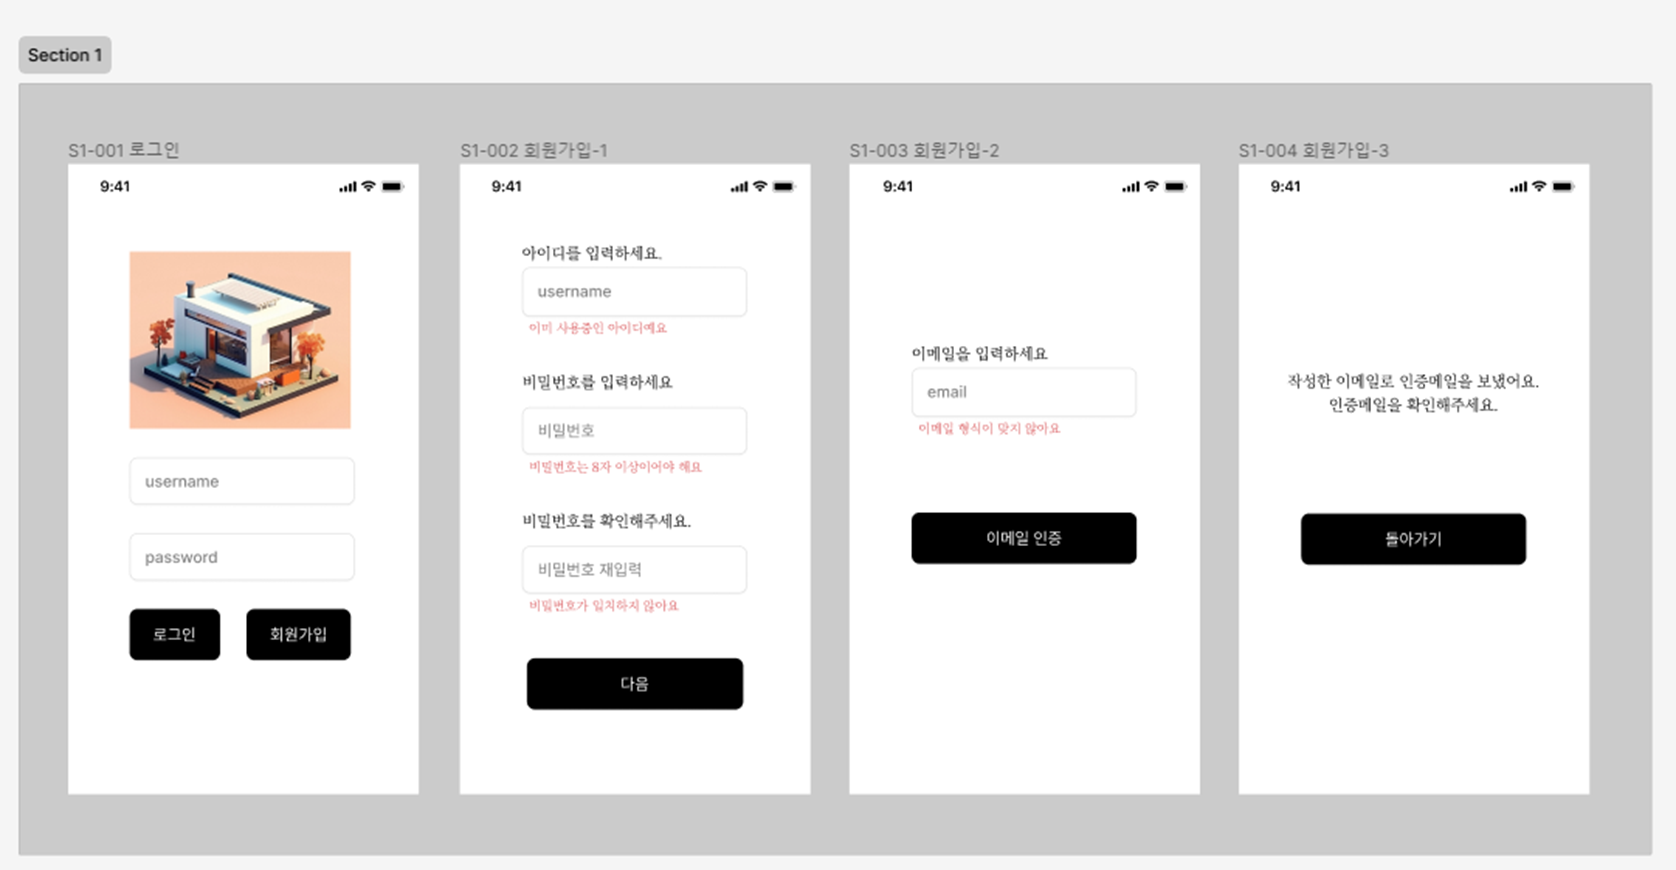 Section 1
S1-001 로그인
9:41
username
password
로그인
회원가입
S1-002 회원가입-1
9:41
아이디를 입력하세요.
username
이미 사용중인 아이디예요
비밀번호를 입력하세요
비밀번호
비밀번호는 8자 이상이어야 해요
비밀번호를 확인해주세요.
비밀번호 재입력
비밀번호가 일치하지 않아요
다음
S1-003 회원가입-2
9:41
이메일을 입력하세요
email
이메일 형식이 맞지 않아요
이메일 인증
S1-004 회원가입-3
9:41
작성한 이메일로 인증메일을 보냈어요.
인증메일을 확인해주세요.
돌아가기